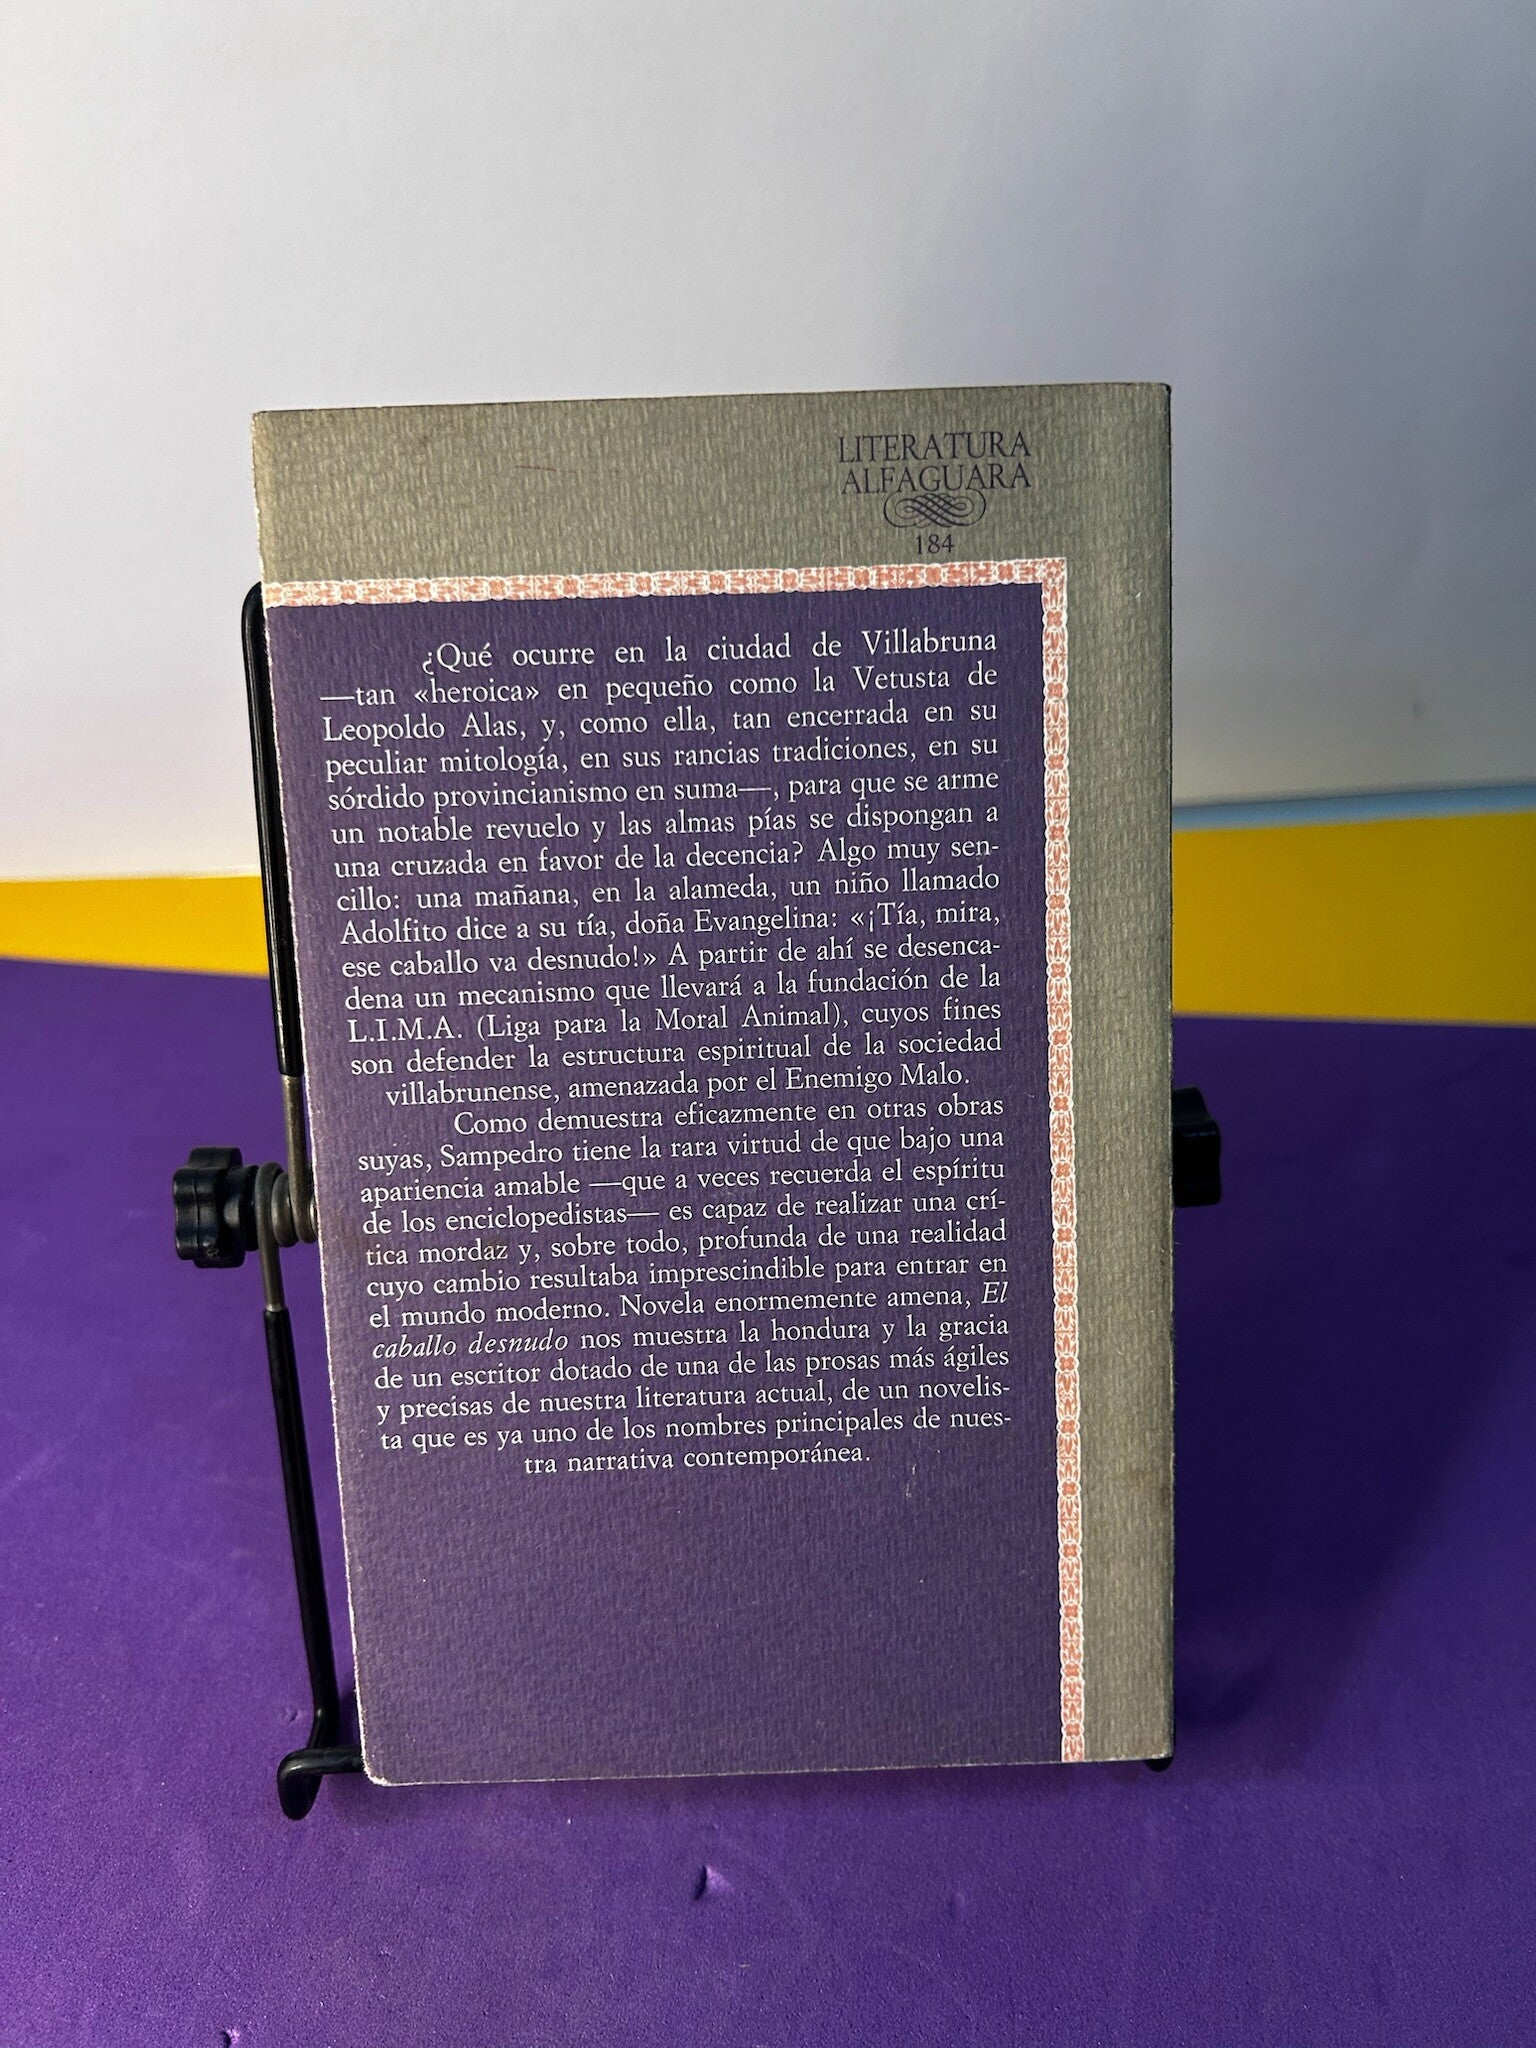 LITERATURA
ALFAGUARA
184
¿Qué ocurre en la ciudad de Villabruna
—tan «heroica» en pequeño como la Vetusta de
Leopoldo Alas, y, como ella, tan encerrada en su
peculiar mitología, en sus rancias tradiciones, en su
sórdido provincianismo en suma—, para que se arme
un notable revuelo y las almas pías se dispongan a
una cruzada en favor de la decencia? Algo muy sen-
cillo: una mañana, en la alameda, un niño llamado
Adolfito dice a su tía, doña Evangelina: «¡Tía, mira,
ese caballo va desnudo!» A partir de ahí se desenca-
dena un mecanismo que llevará a la fundación de la
L.I.M.A. (Liga para la Moral Animal), cuyos fines
son defender la estructura espiritual de la sociedad
villabrunense, amenazada por el Enemigo Malo.
Como demuestra eficazmente en otras obras
suyas, Sampedro tiene la rara virtud de que bajo una
apariencia amable —que a veces recuerda el espíritu
de los enciclopedistas— es capaz de realizar una crí-
tica mordaz y, sobre todo, profunda de una realidad
cuyo cambio resultaba imprescindible para entrar en
el mundo moderno. Novela enormemente amena, El
caballo desnudo nos muestra la hondura y la gracia
de un escritor dotado de una de las prosas más ágiles
y precisas de nuestra literatura actual, de un novelis-
ta que es ya uno de los nombres principales de nues-
tra narrativa contemporánea.